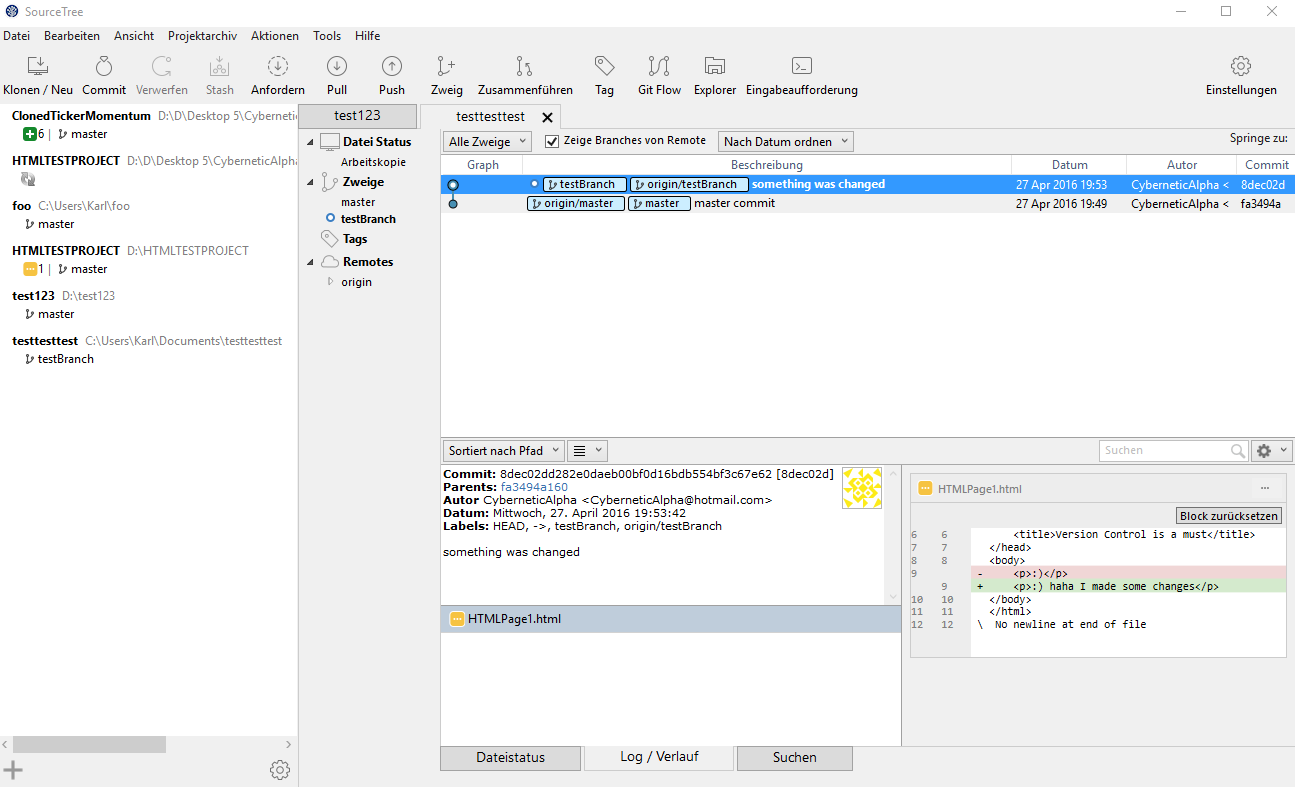 SourceTree
Datei Bearbeiten Ansicht Projektarchiv Aktionen Tools Hilfe
Klonen / Neu Commit Verwerfen Stash Anfordern Pull Push Zweig Zusammenführen Tag Git Flow Explorer Eingabeaufforderung Einstellungen
ClonedTickerMomentum D:\D\Desktop 5\Cybernetic
6 | master
HTMLTESTPROJECT D:\D\Desktop 5\CyberneticAlpha
foo C:\Users\Karl\foo
master
HTMLTESTPROJECT D:\HTMLTESTPROJECT
1 | master
test123 D:\test123
master
testtesttest C:\Users\Karl\Documents\testtesttest
testBranch
test123
Datei Status
Arbeitskopie
Zweige
master
testBranch
Tags
Remotes
origin
testtesttest
Alle Zweige Zeige Branches von Remote Nach Datum ordnen Springe zu:
Graph Beschreibung Datum Autor Commit
testBranch origin/testBranch something was changed 27 Apr 2016 19:53 CyberneticAlpha < 8dec02d
origin/master master master commit 27 Apr 2016 19:49 CyberneticAlpha < fa3494a
Sortiert nach Pfad Suchen
Commit: 8dec02dd282e0daeb00bf0d16bdb554bf3c67e62 [8dec02d]
Parents: fa3494a160
Autor CyberneticAlpha <CyberneticAlpha@hotmail.com>
Datum: Mittwoch, 27. April 2016 19:53:42
Labels: HEAD, ->, testBranch, origin/testBranch
something was changed
HTMLPage1.html
HTMLPage1.html ...
Block zurücksetzen
6 6 <title>Version Control is a must</title>
7 7 </head>
8 8 <body>
9 - <p>:)</p>
9 + <p>:) haha I made some changes</p>
10 10 </body>
11 11 </html>
12 12 \ No newline at end of file
Dateistatus Log / Verlauf Suchen